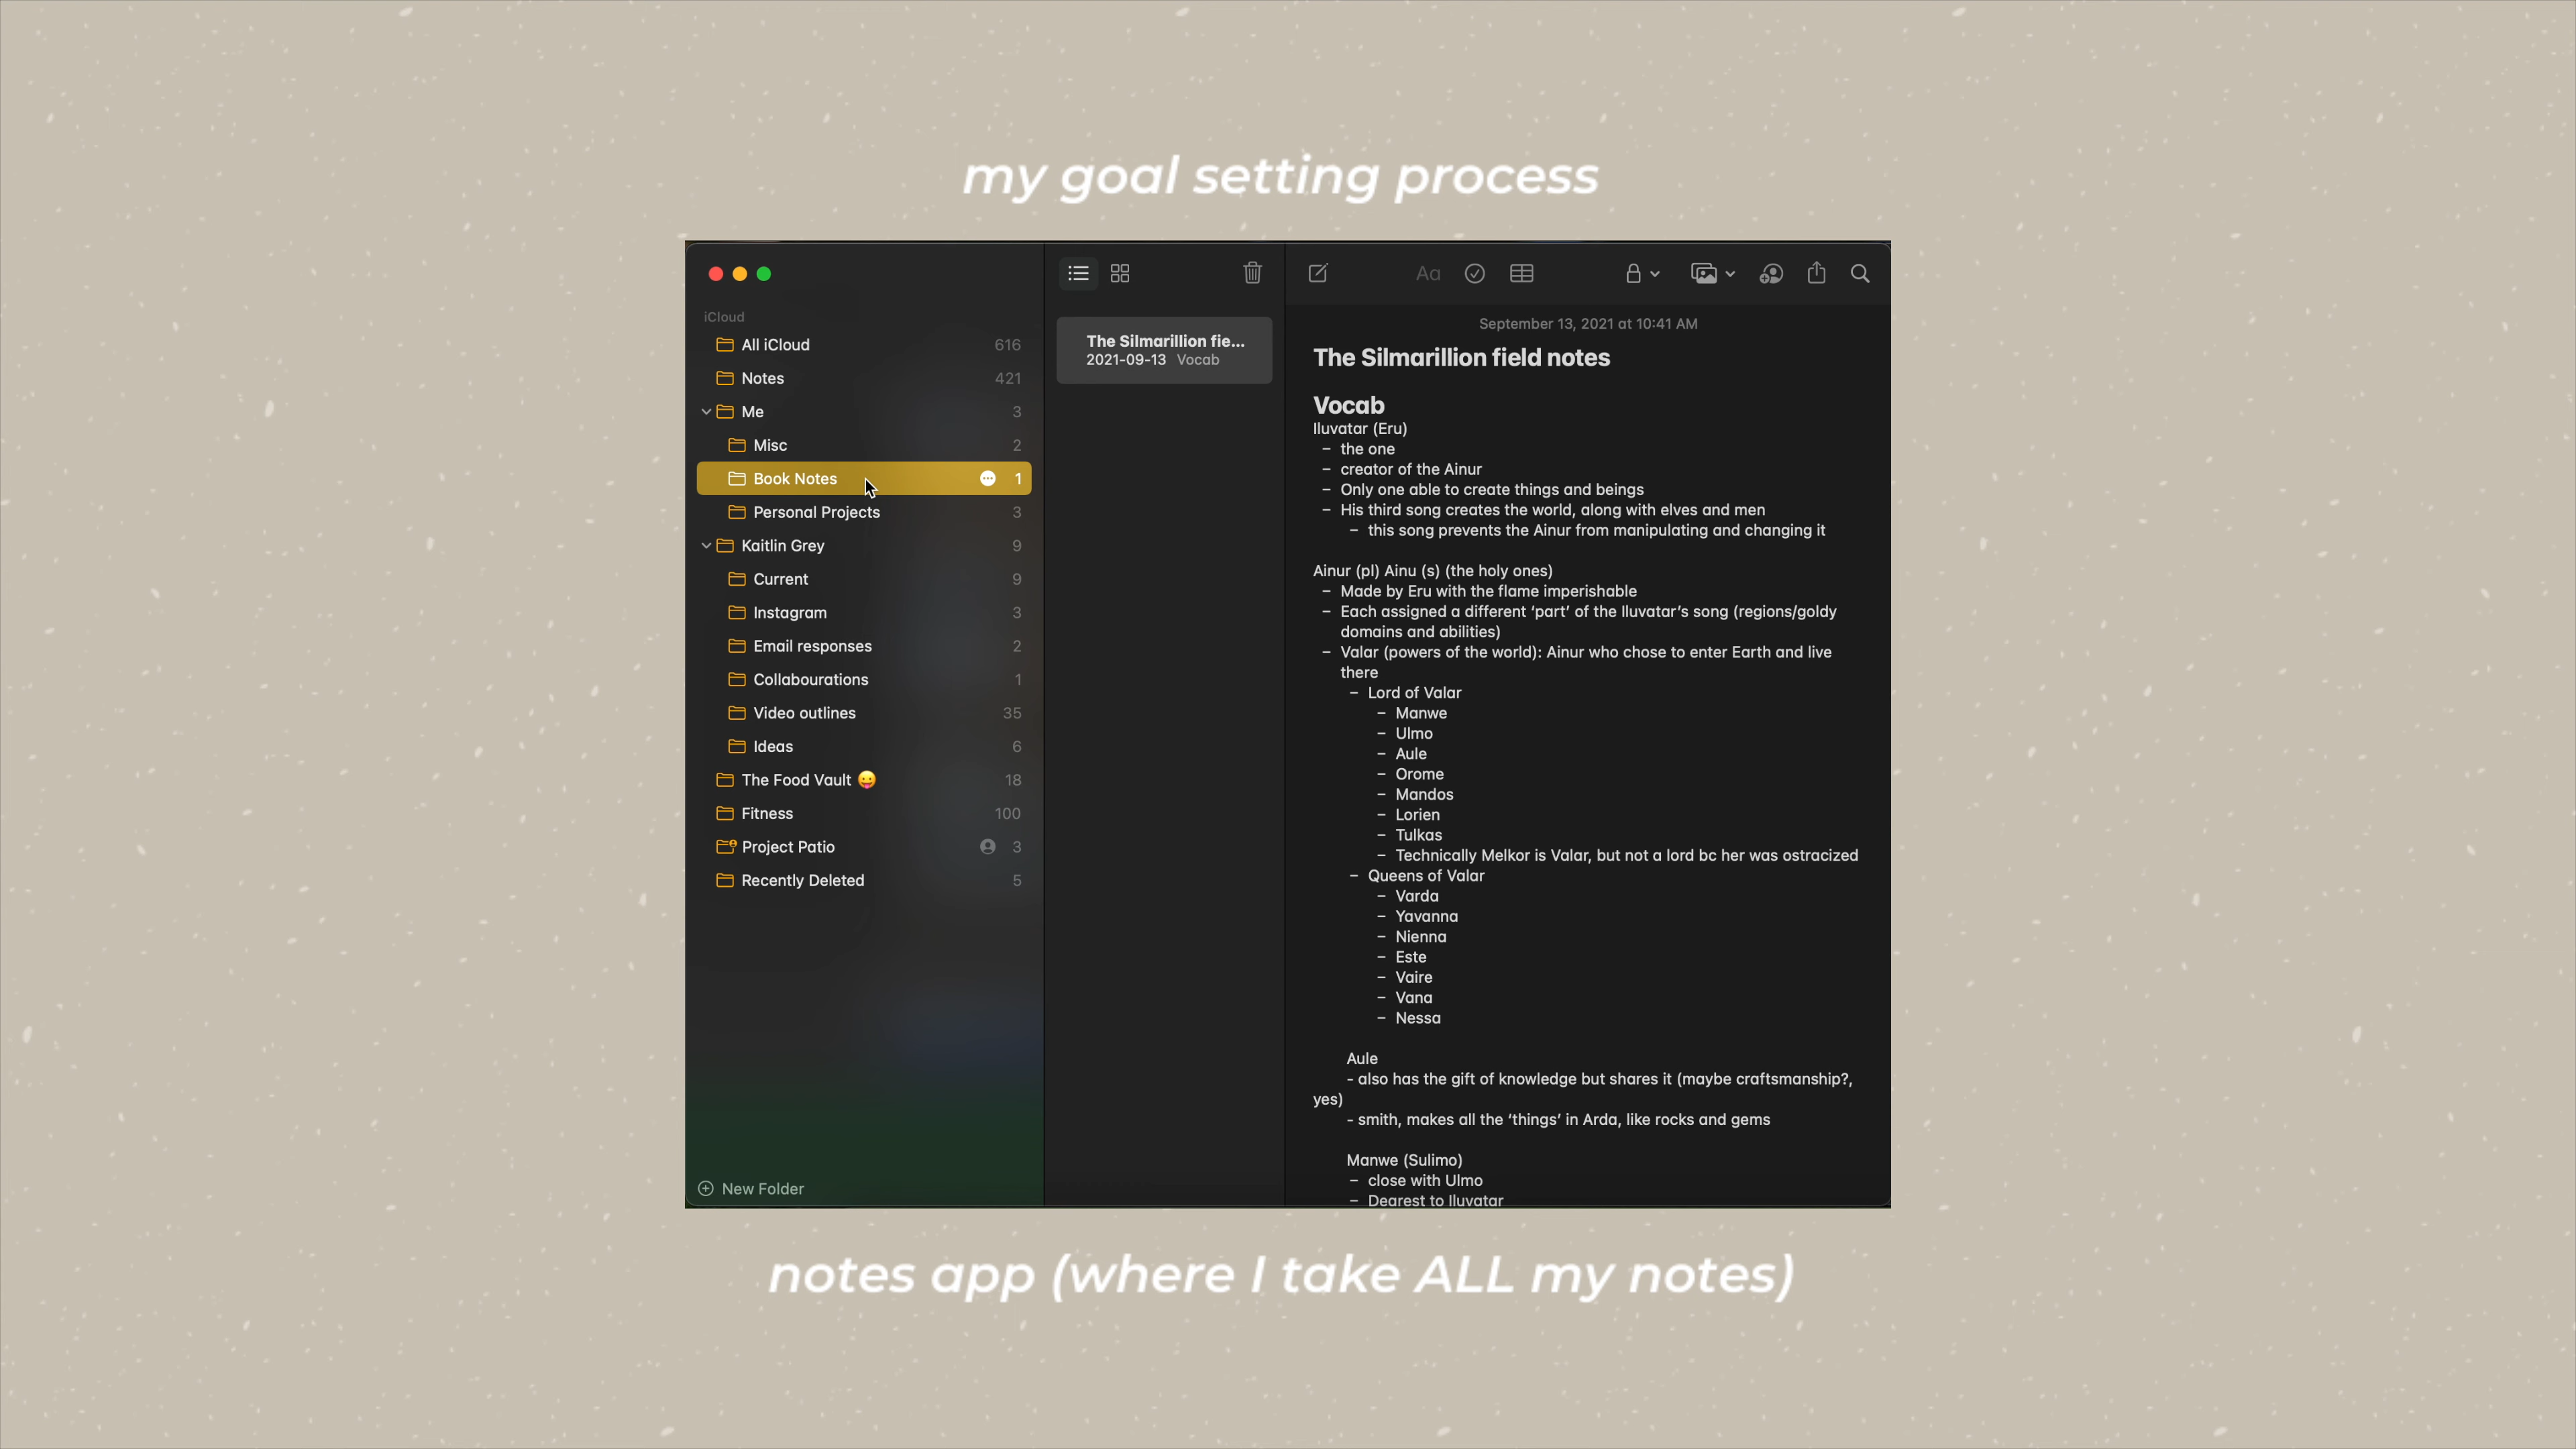 my goal setting process
iCloud
All iCloud 616
Notes 421
Me 3
Misc 2
Book Notes 1
Personal Projects 3
Kaitlin Grey 9
Current 9
Instagram 3
Email responses 2
Collabourations 1
Video outlines 35
Ideas 6
The Food Vault 😛 18
Fitness 100
Project Patio 3
Recently Deleted 5
New Folder
The Silmarillion fie...
2021-09-13 Vocab
Aa
September 13, 2021 at 10:41 AM
The Silmarillion field notes
Vocab
Iluvatar (Eru)
– the one
– creator of the Ainur
– Only one able to create things and beings
– His third song creates the world, along with elves and men
– this song prevents the Ainur from manipulating and changing it
Ainur (pl) Ainu (s) (the holy ones)
– Made by Eru with the flame imperishable
– Each assigned a different ‘part’ of the Iluvatar’s song (regions/goldy
domains and abilities)
– Valar (powers of the world): Ainur who chose to enter Earth and live
there
– Lord of Valar
– Manwe
– Ulmo
– Aule
– Orome
– Mandos
– Lorien
– Tulkas
– Technically Melkor is Valar, but not a lord bc her was ostracized
– Queens of Valar
– Varda
– Yavanna
– Nienna
– Este
– Vaire
– Vana
– Nessa
Aule
- also has the gift of knowledge but shares it (maybe craftsmanship?,
yes)
- smith, makes all the ‘things’ in Arda, like rocks and gems
Manwe (Sulimo)
– close with Ulmo
– Dearest to Iluvatar
notes app (where I take ALL my notes)